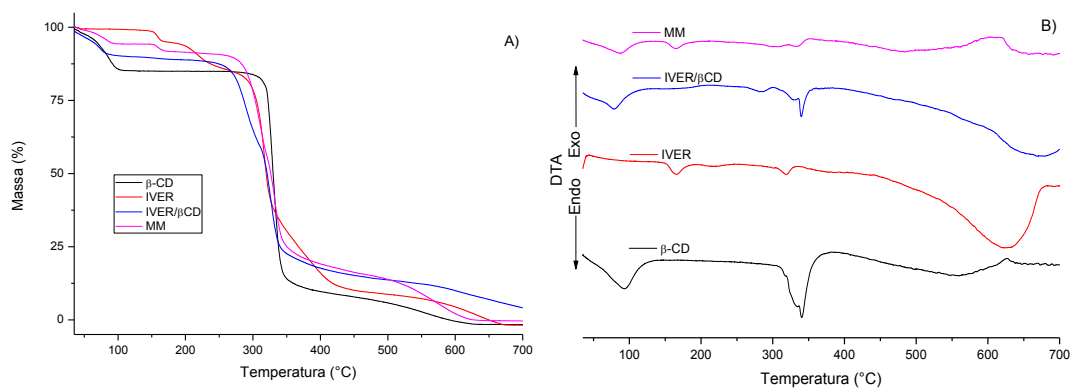 A)
Massa (%)
100
75
50
25
0
β-CD
IVER
IVER/βCD
MM
100 200 300 400 500 600 700
Temperatura (°C)
B)
DTA
Endo Exo
MM
IVER/βCD
IVER
β-CD
100 200 300 400 500 600 700
Temperatura (°C)